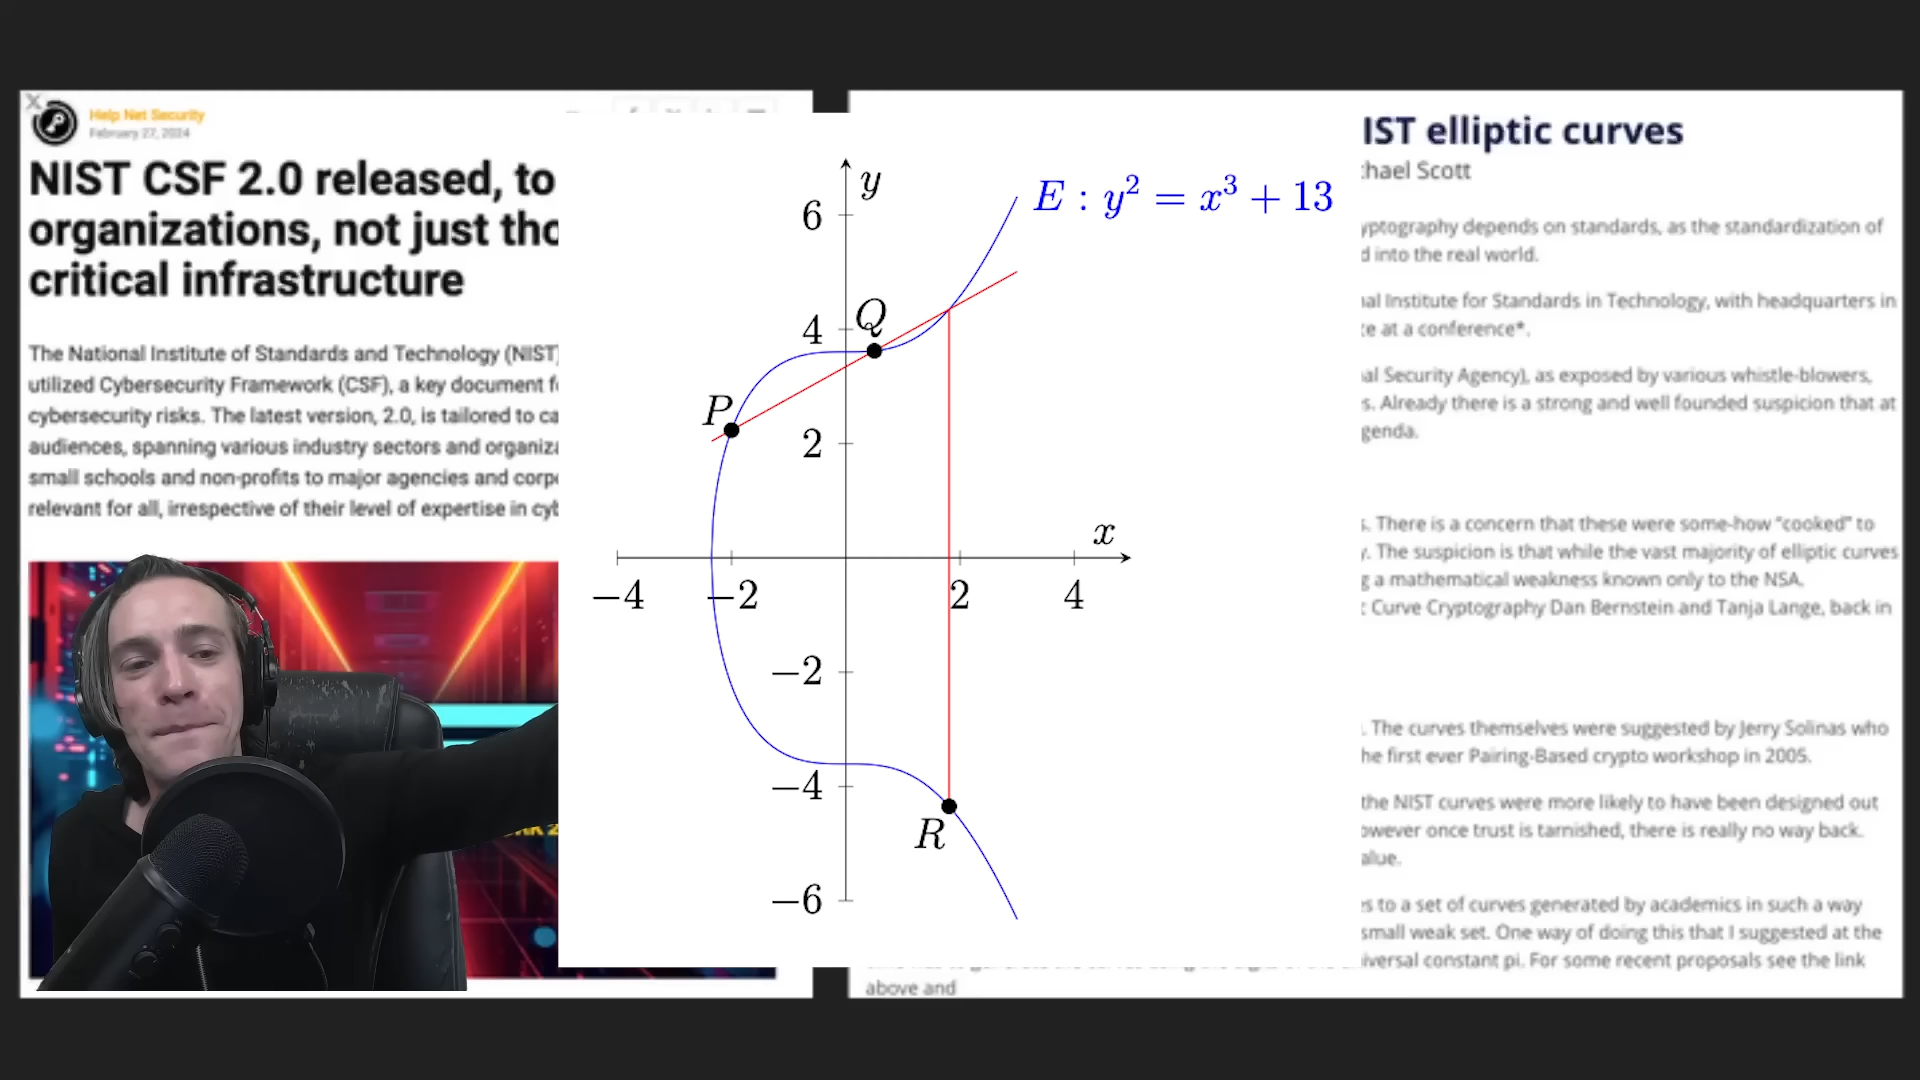 Help Net Security
February 27, 2024
NIST CSF 2.0 released, to
organizations, not just
critical infrastructure
The National Institute of Standards and Technology (NIST)
utilized Cybersecurity Framework (CSF), a key document
cybersecurity risks. The latest version, 2.0, is tailored to
audiences, spanning various industry sectors and
small schools and non-profits to major agencies and
relevant for all, irrespective of their level of expertise in
y
E : y² = x³ + 13
6
4
2
−2
−4
−6
Q
P
R
x
−4
−2
2
4
IST elliptic curves
hael Scott
yptography depends on standards, as the standardization of
d into the real world.
al Institute for Standards in Technology, with headquarters in
e at a conference*.
al Security Agency), as exposed by various whistle-blowers,
s. Already there is a strong and well founded suspicion that at
genda.
. There is a concern that these were some-how "cooked" to
y. The suspicion is that while the vast majority of elliptic curves
g a mathematical weakness known only to the NSA.
Curve Cryptography Dan Bernstein and Tanja Lange, back in
. The curves themselves were suggested by Jerry Solinas who
he first ever Pairing-Based crypto workshop in 2005.
the NIST curves were more likely to have been designed out
owever once trust is tarnished, there is really no way back.
alue.
es to a set of curves generated by academics in such a way
small weak set. One way of doing this that I suggested at the
iversal constant pi. For some recent proposals see the link
above and